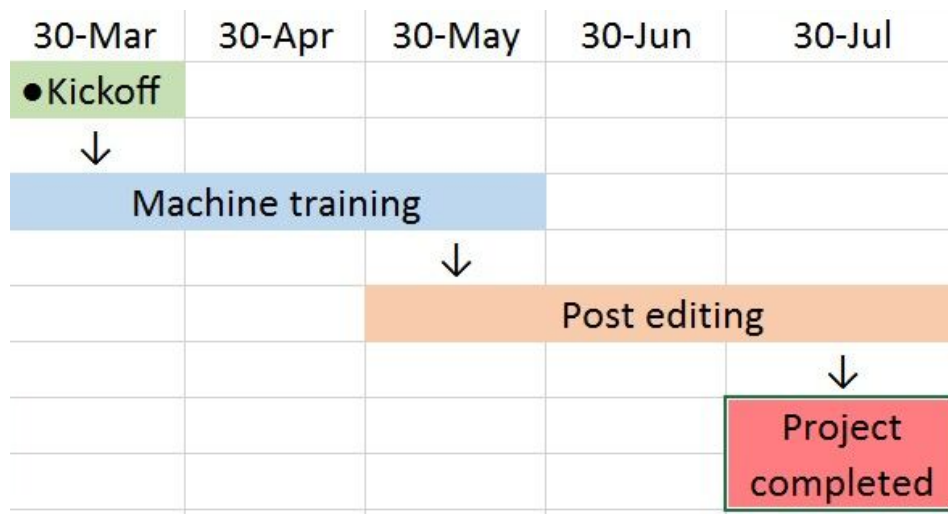 30-Mar 30-Apr 30-May 30-Jun 30-Jul
●Kickoff
↓
Machine training
↓
Post editing
↓
Project
completed